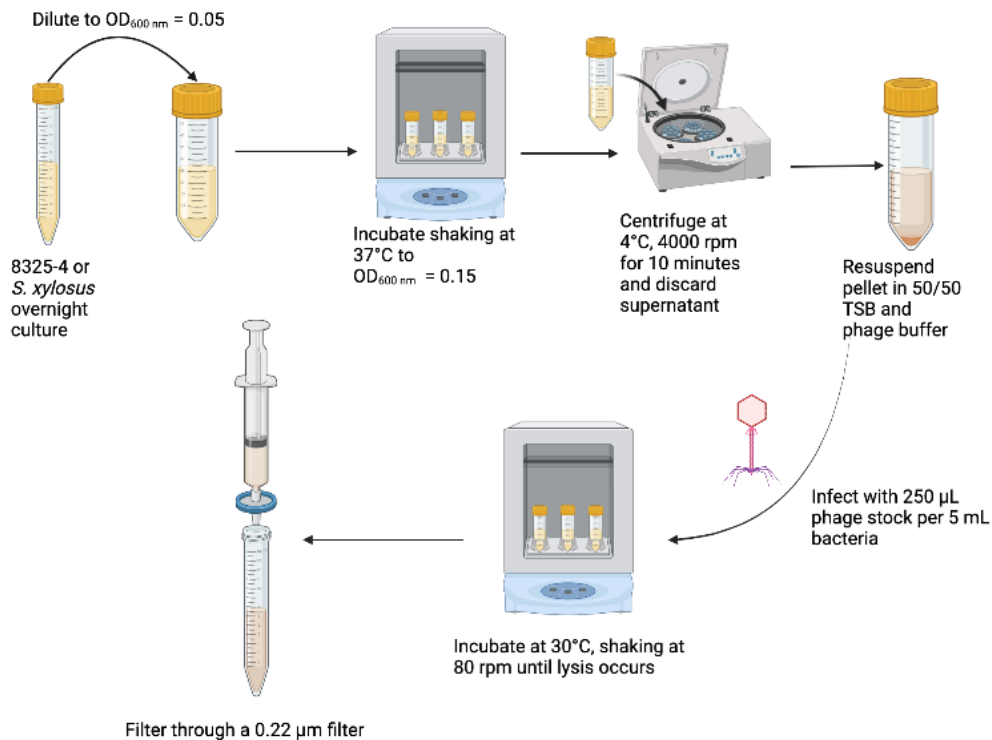 Dilute to OD600 nm = 0.05
8325-4 or
S. xylosus
overnight
culture
Incubate shaking at
37°C to
OD600 nm = 0.15
Centrifuge at
4°C, 4000 rpm
for 10 minutes
and discard
supernatant
Resuspend
pellet in 50/50
TSB and
phage buffer
Infect with 250 µL
phage stock per 5 mL
bacteria
Incubate at 30°C, shaking at
80 rpm until lysis occurs
Filter through a 0.22 µm filter